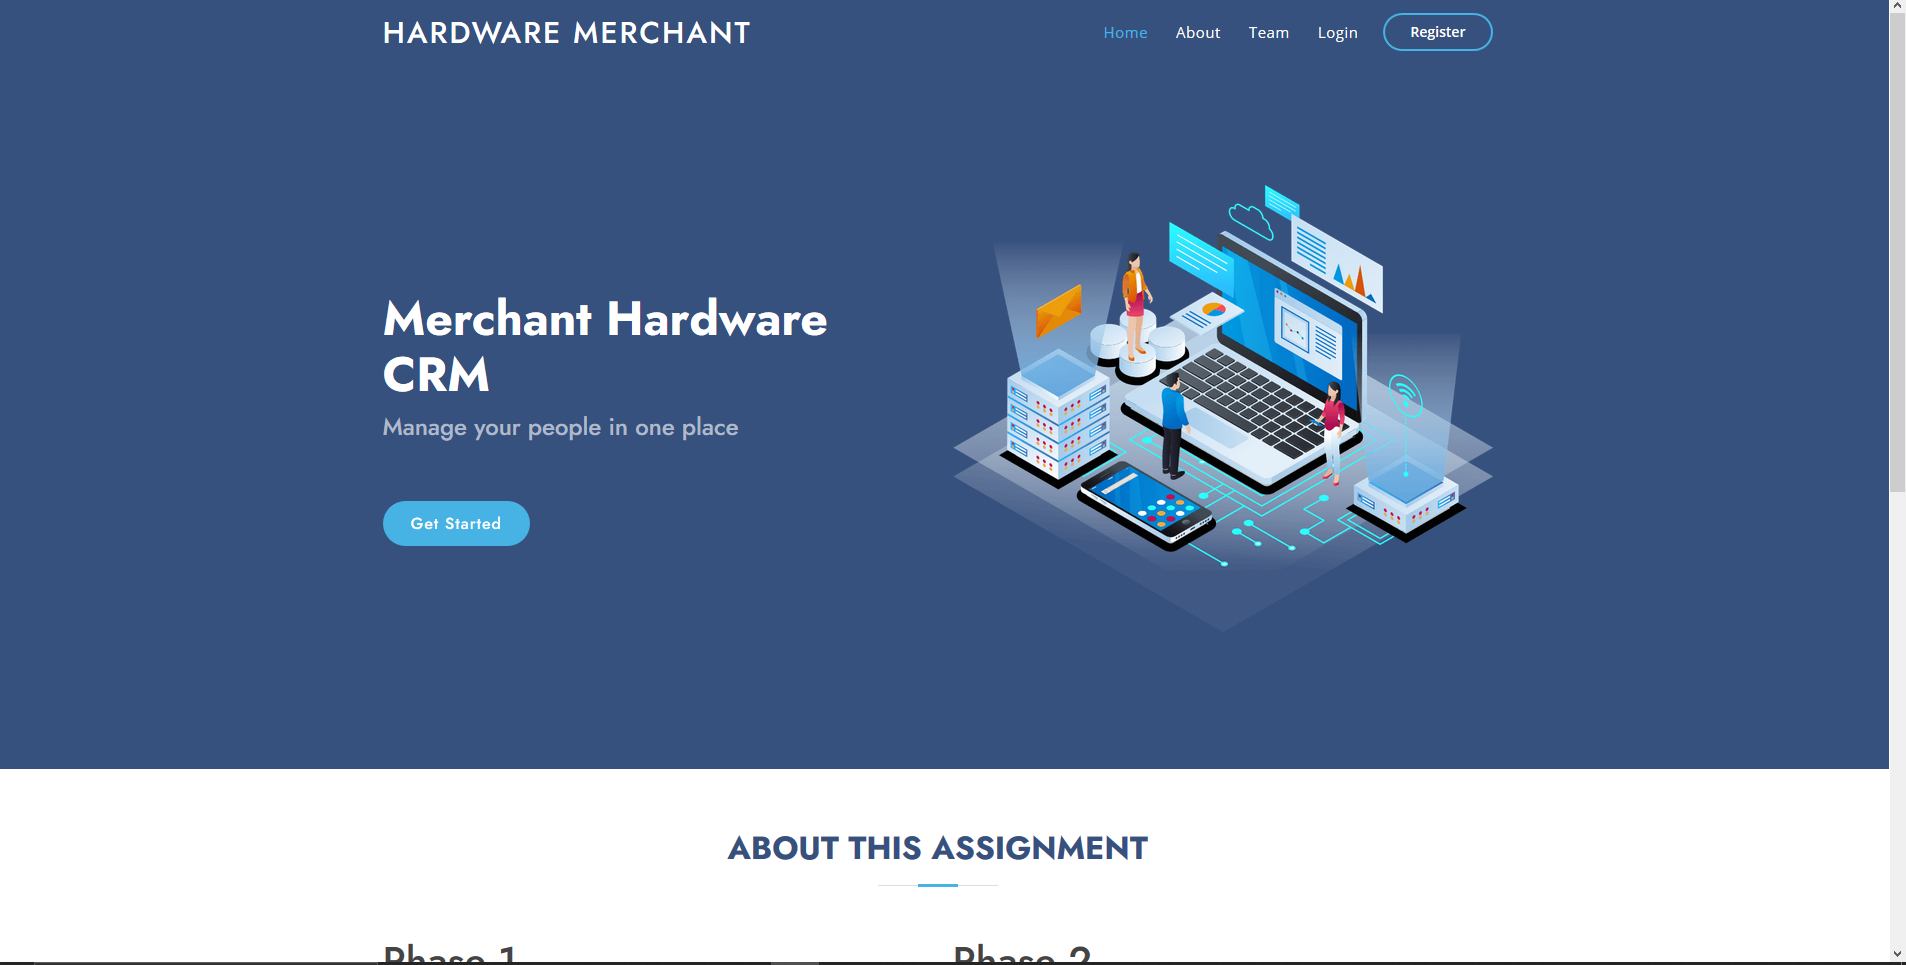 HARDWARE MERCHANT
Home About Team Login Register
Merchant Hardware
CRM
Manage your people in one place
Get Started
ABOUT THIS ASSIGNMENT
Phase 1 Phase 2